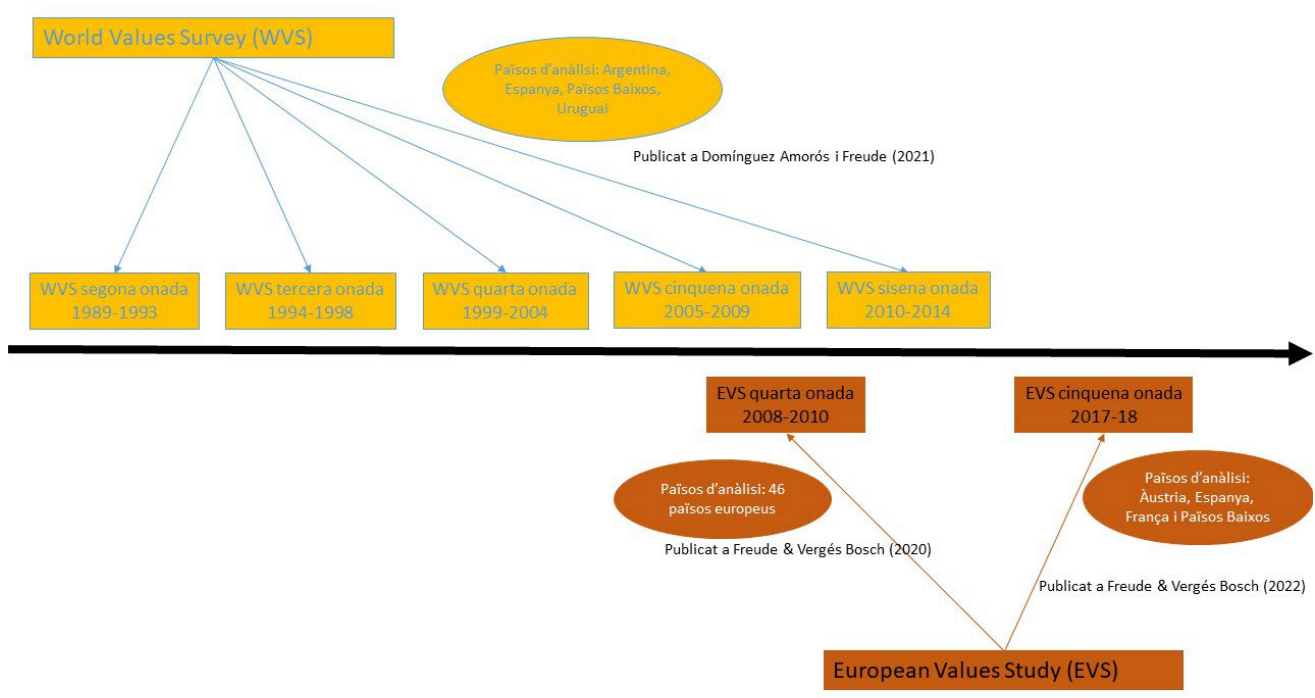 World Values Survey (WVS)
Països d'anàlisi: Argentina,
Espanya, Països Baixos,
Uruguai
Publicat a Domínguez Amorós i Freude (2021)
WVS segona onada
1989-1993
WVS tercera onada
1994-1998
WVS quarta onada
1999-2004
WVS cinquena onada
2005-2009
WVS sisena onada
2010-2014
EVS quarta onada
2008-2010
EVS cinquena onada
2017-18
Països d'anàlisi: 46
països europeus
Països d'anàlisi:
Àustria, Espanya,
França i Països Baixos
Publicat a Freude & Vergés Bosch (2020)
Publicat a Freude & Vergés Bosch (2022)
European Values Study (EVS)